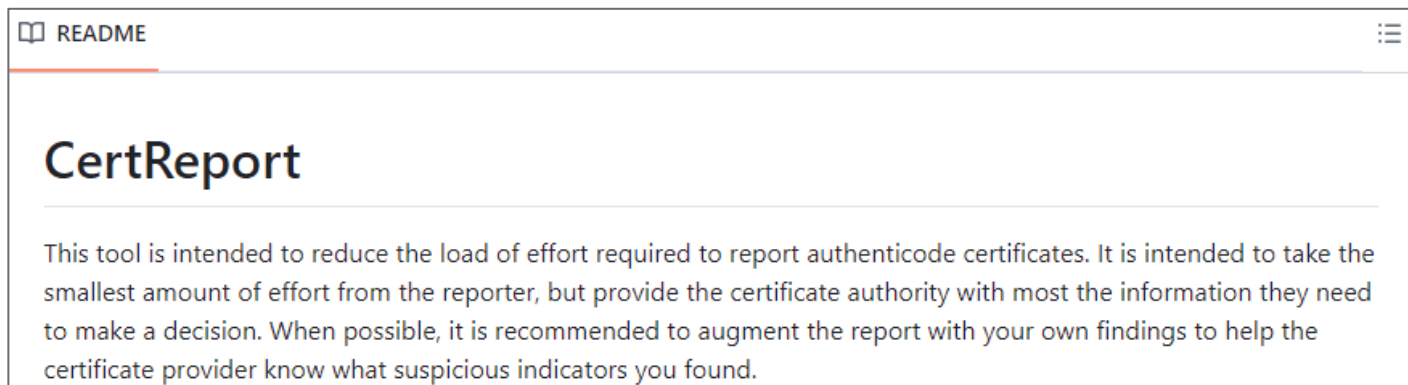 README
CertReport
This tool is intended to reduce the load of effort required to report authenticode certificates. It is intended to take the
smallest amount of effort from the reporter, but provide the certificate authority with most the information they need
to make a decision. When possible, it is recommended to augment the report with your own findings to help the
certificate provider know what suspicious indicators you found.